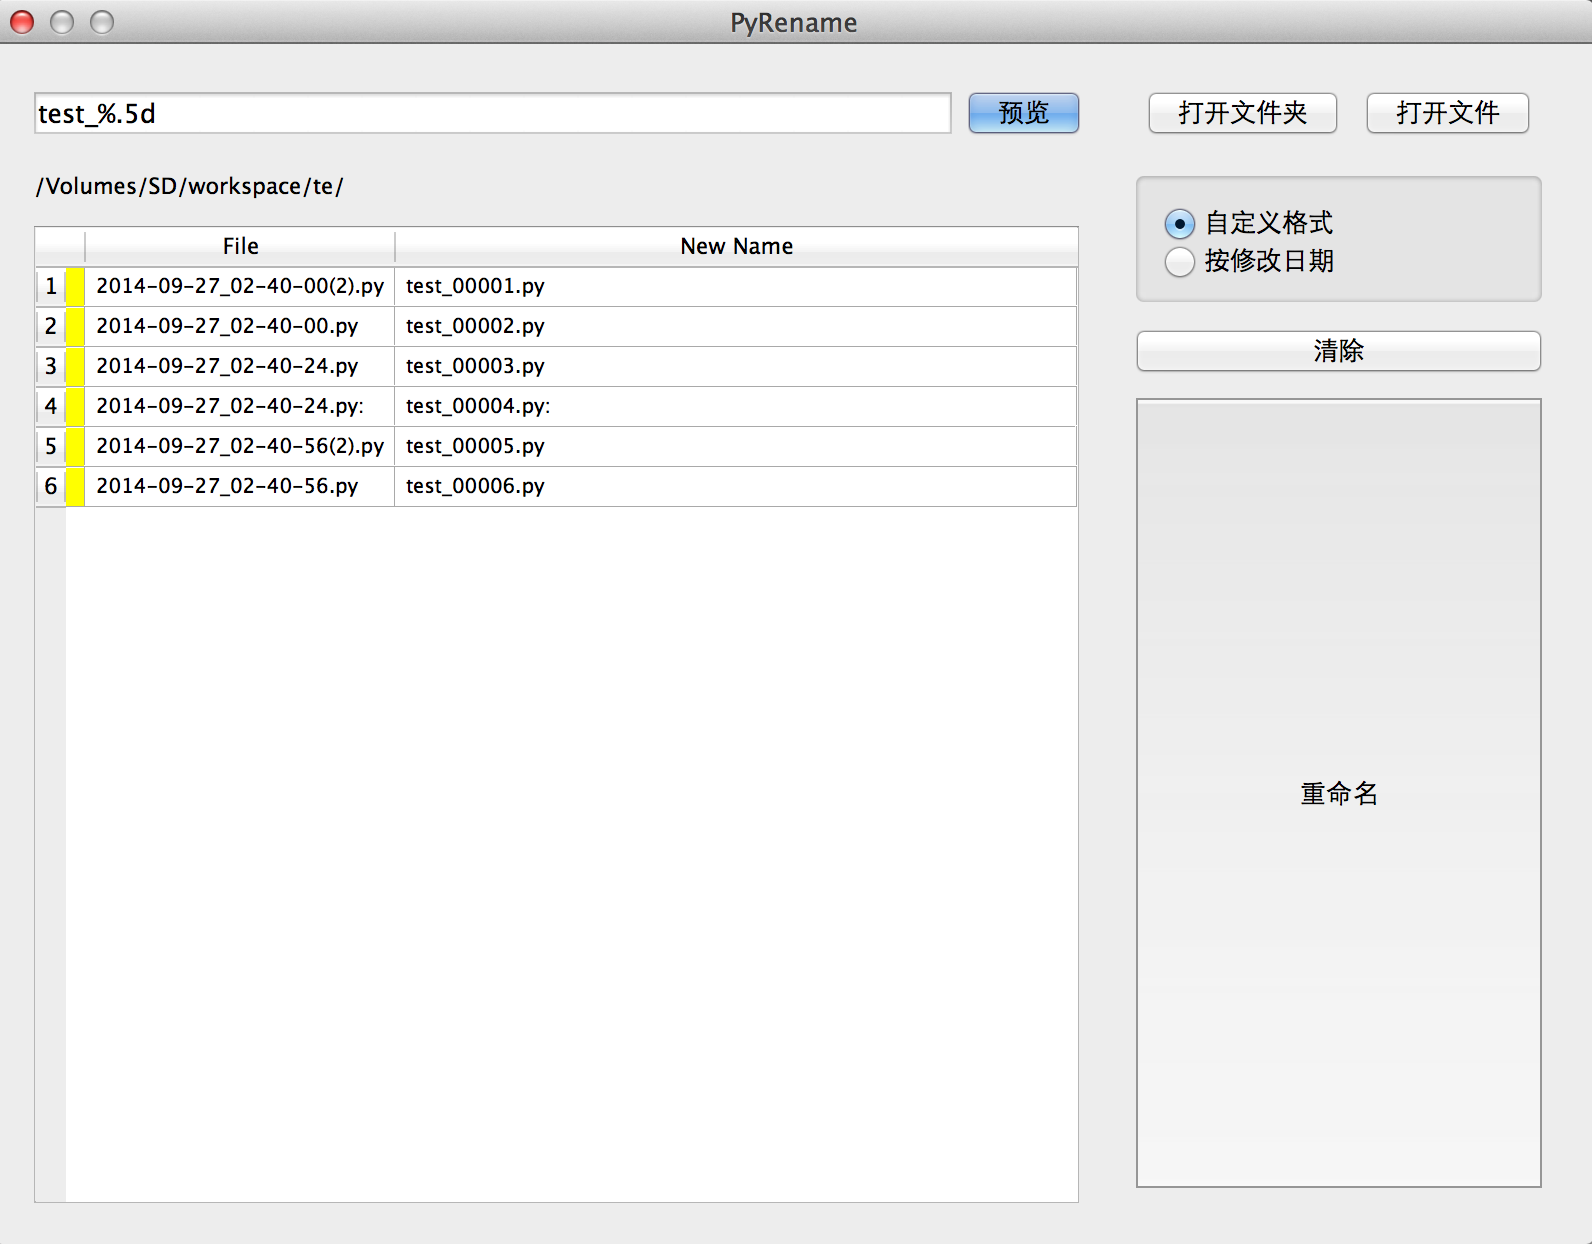 PyRename
test_%.5d 预览 打开文件夹 打开文件
/Volumes/SD/workspace/te/
自定义格式
按修改日期
File New Name
1 2014-09-27_02-40-00(2).py test_00001.py
2 2014-09-27_02-40-00.py test_00002.py
3 2014-09-27_02-40-24.py test_00003.py
4 2014-09-27_02-40-24.py: test_00004.py:
5 2014-09-27_02-40-56(2).py test_00005.py
6 2014-09-27_02-40-56.py test_00006.py
清除
重命名